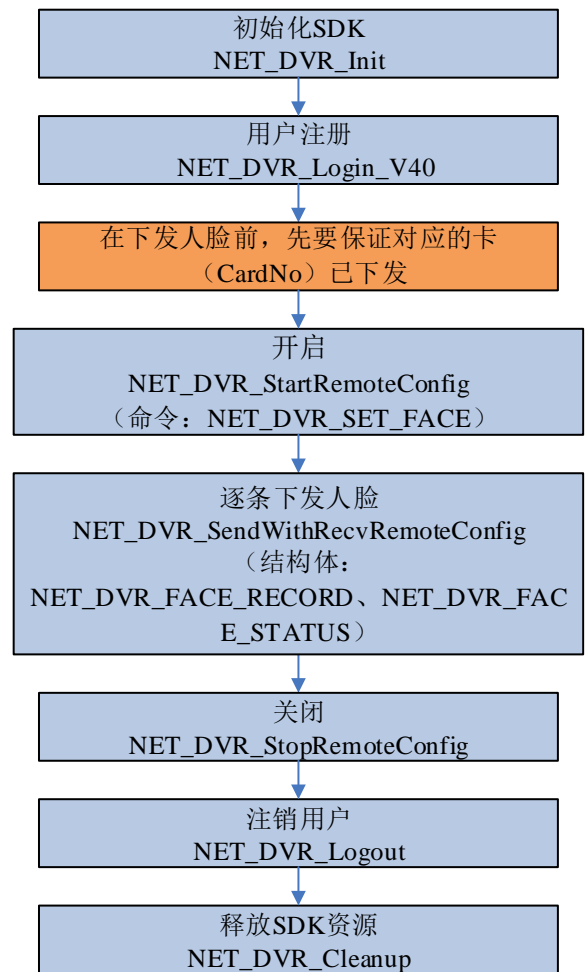 初始化SDK
NET_DVR_Init
用户注册
NET_DVR_Login_V40
在下发人脸前，先要保证对应的卡
（CardNo）已下发
开启
NET_DVR_StartRemoteConfig
（命令：NET_DVR_SET_FACE）
逐条下发人脸
NET_DVR_SendWithRecvRemoteConfig
（结构体：
NET_DVR_FACE_RECORD、NET_DVR_FAC
E_STATUS）
关闭
NET_DVR_StopRemoteConfig
注销用户
NET_DVR_Logout
释放SDK资源
NET_DVR_Cleanup